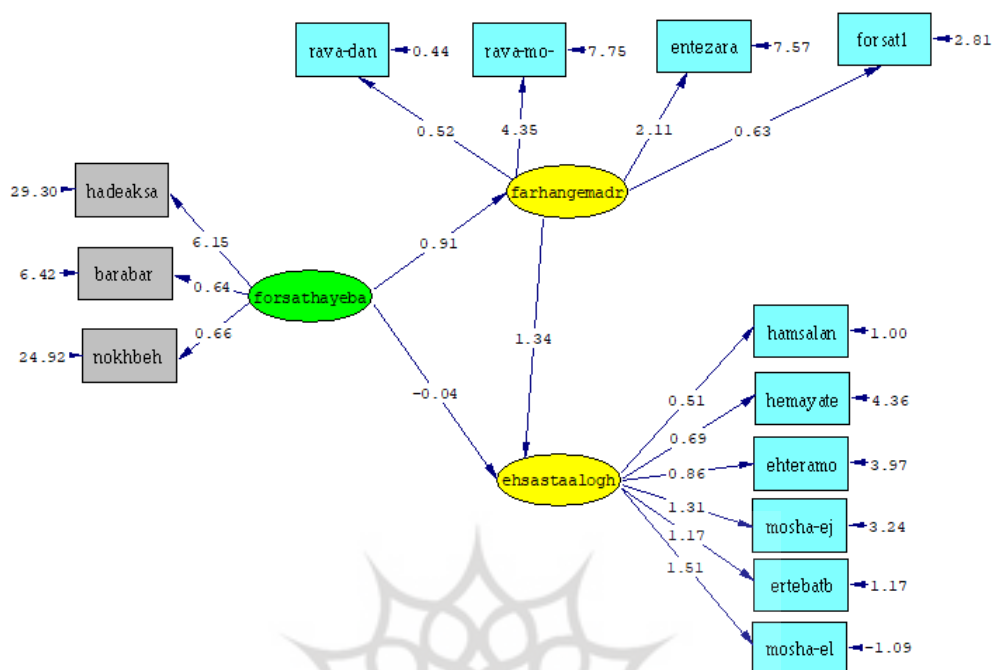 rava-dan
0.44
rava-mo-
7.75
entezara
7.57
forsat1
2.81
0.52
4.35
2.11
0.63
29.30
hadeaksa
farhangemadr
6.15
0.91
6.42
barabar
0.64
forsathayeba
0.66
24.92
nokhbeh
1.34
-0.04
hamsalan
1.00
0.51
hemayate
4.36
0.69
ehteramo
3.97
0.86
ehsastaalogh
1.31
mosha-ej
3.24
1.17
1.51
ertebatb
1.17
mosha-el
-1.09